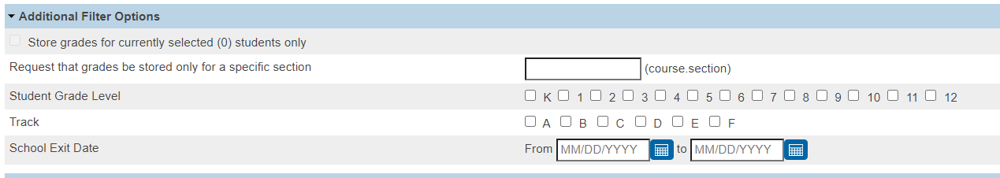 Additional Filter Options
Store grades for currently selected (0) students only
Request that grades be stored only for a specific section (course.section)
Student Grade Level K 1 2 3 4 5 6 7 8 9 10 11 12
Track A B C D E F
School Exit Date From MM/DD/YYYY to MM/DD/YYYY